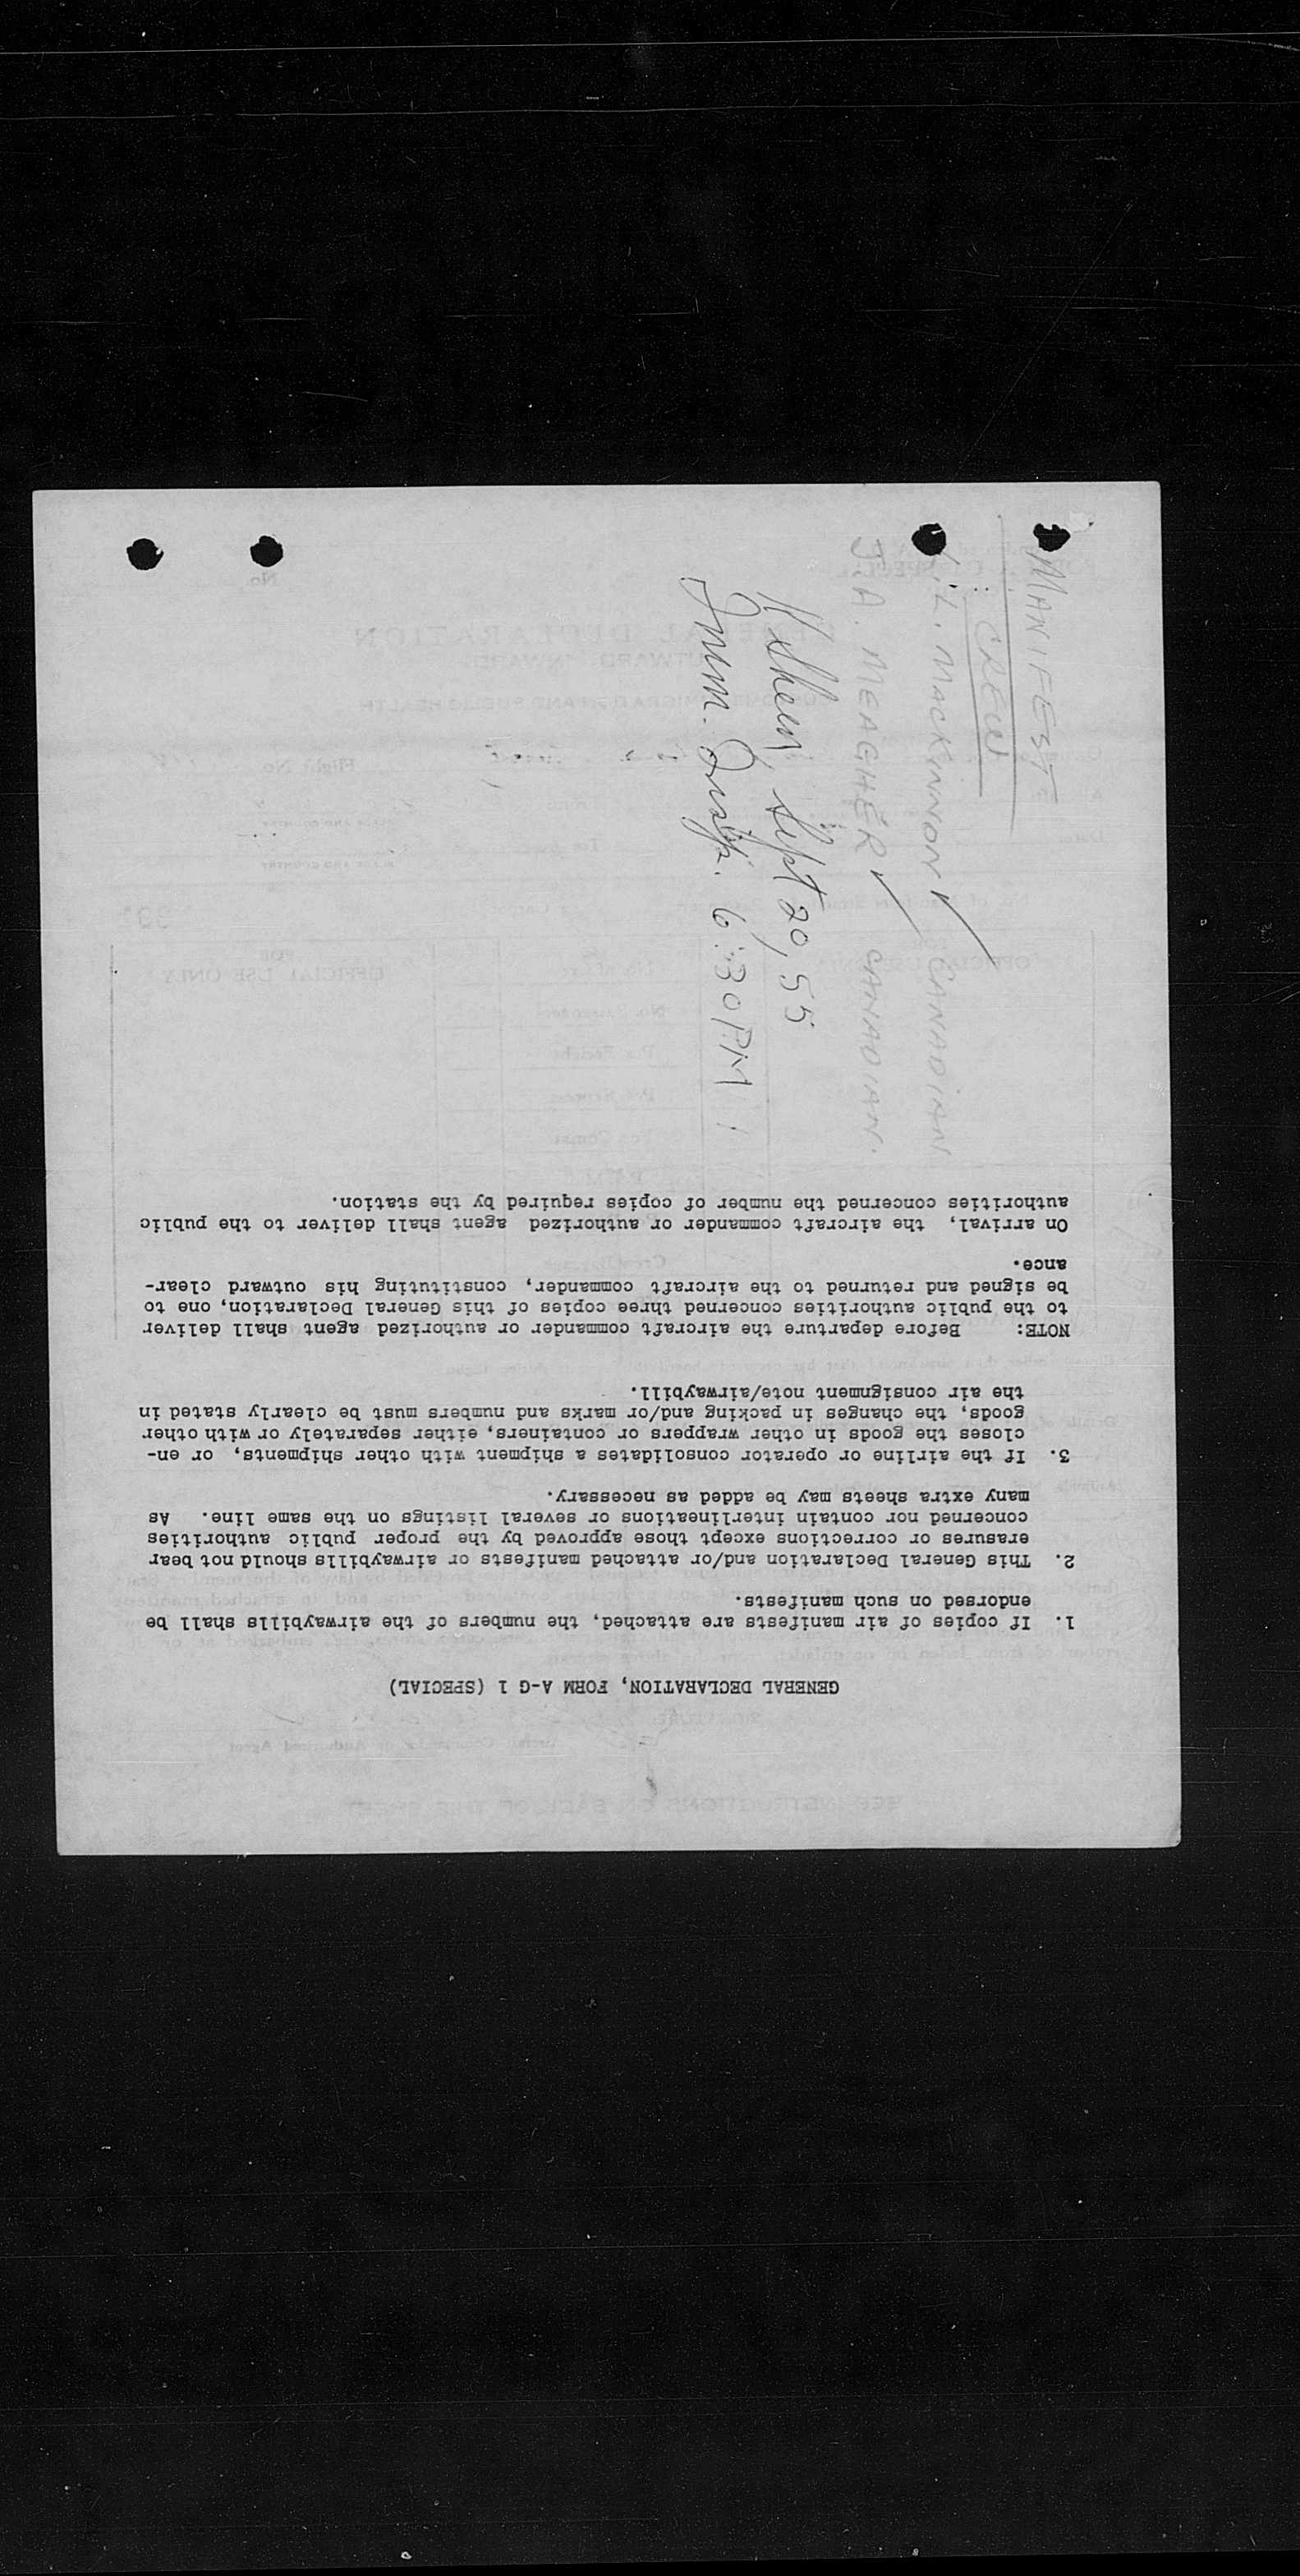 GENERAL DECLARATION, FORM A-G 1 (SPECIAL)
1. If copies of air manifests are attached, the numbers of the airwaybills shall be
endorsed on such manifests.
2. This General Declaration and/or attached manifests or airwaybills should not bear
erasures or corrections except those approved by the proper public authorities
concerned nor contain interlineations or several listings on the same line. As
many extra sheets may be added as necessary.
3. If the airline or operator consolidates a shipment with other shipments, or en-
closes the goods in other wrappers or containers, either separately or with other
goods, the changes in packing and/or marks and numbers must be clearly stated in
the air consignment note/airwaybill.
NOTE: Before departure the aircraft commander or authorized agent shall deliver
to the public authorities concerned three copies of this General Declaration, one to
be signed and returned to the aircraft commander, constituting his outward clear-
ance.
On arrival, the aircraft commander or authorized agent shall deliver to the public
authorities concerned the number of copies required by the station.
MANIFEST
CREW
L. MACKINNON ✓ CANADIAN
J.A. MEAGHER ✓ CANADIAN.
Sept 20, 55
Imm. 6:30 PM